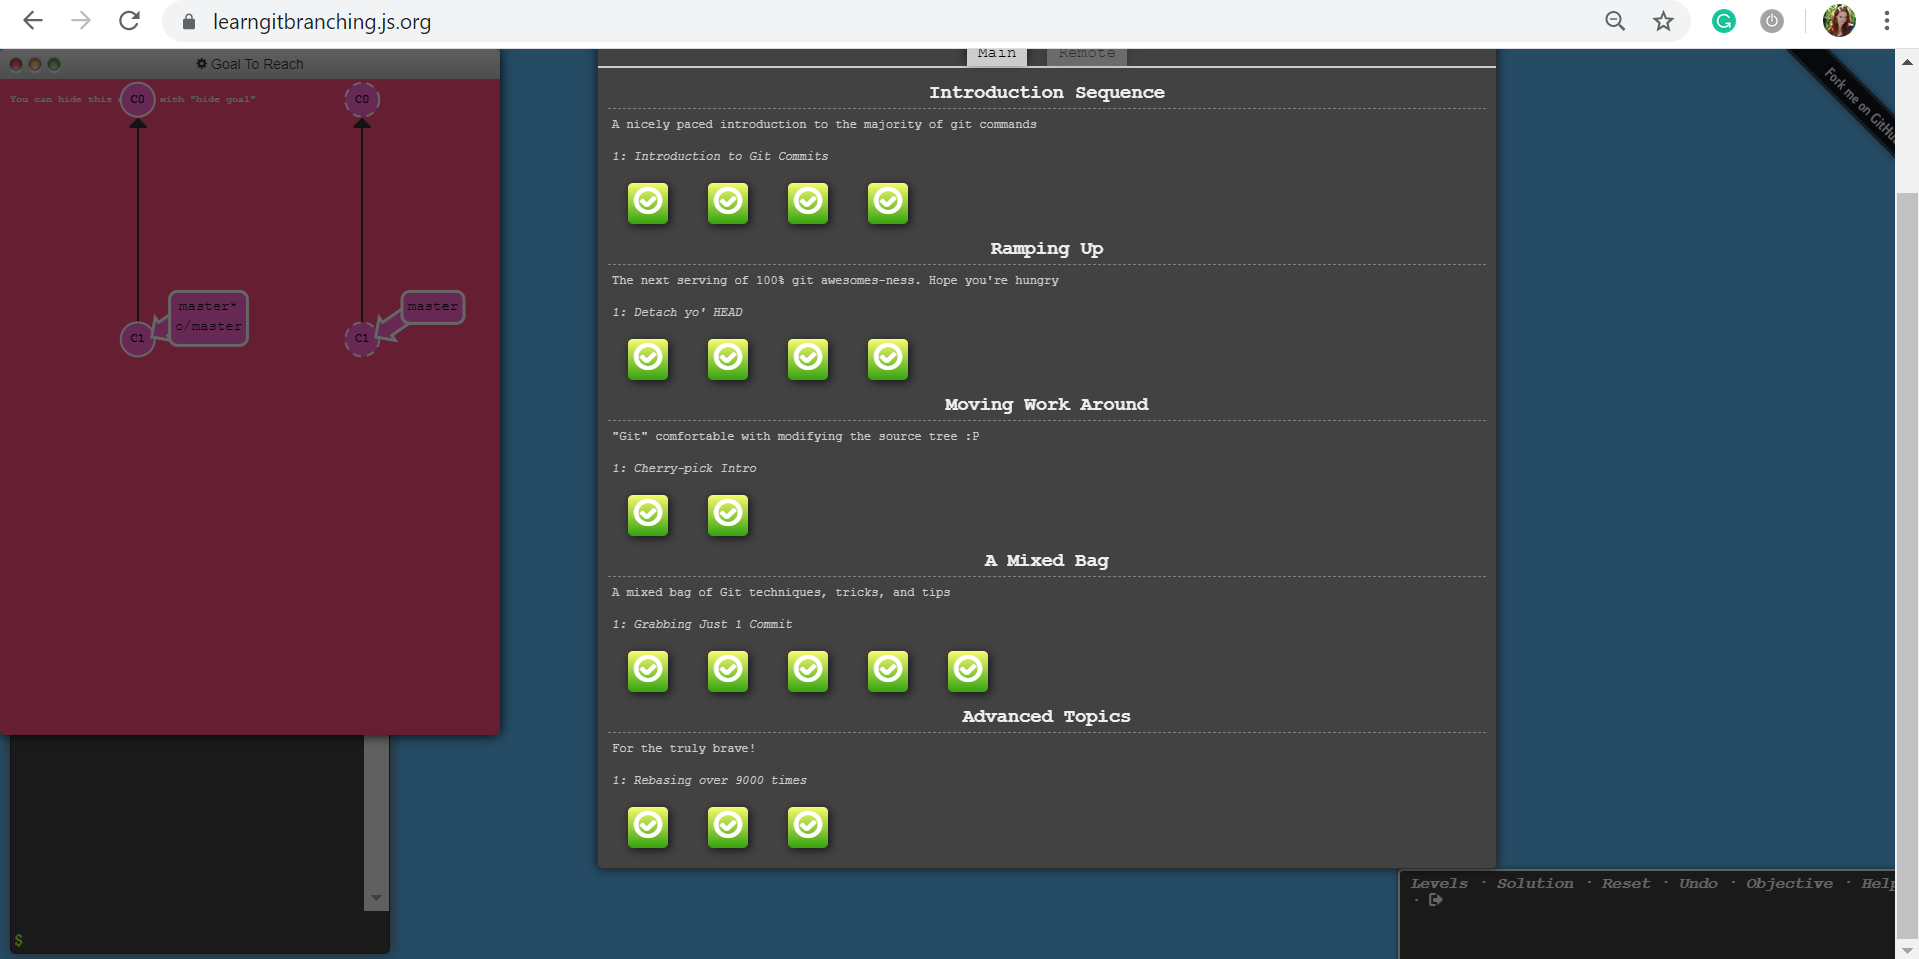 learngitbranching.js.org
Goal To Reach
You can hide this with "hide goal"
C0
C0
master*
o/master
C1
master
C1
Main
Remote
Introduction Sequence
A nicely paced introduction to the majority of git commands
1: Introduction to Git Commits
Ramping Up
The next serving of 100% git awesomes-ness. Hope you're hungry
1: Detach yo' HEAD
Moving Work Around
"Git" comfortable with modifying the source tree :P
1: Cherry-pick Intro
A Mixed Bag
A mixed bag of Git techniques, tricks, and tips
1: Grabbing Just 1 Commit
Advanced Topics
For the truly brave!
1: Rebasing over 9000 times
Fork me on GitHu
$
Levels · Solution · Reset · Undo · Objective · Help
·